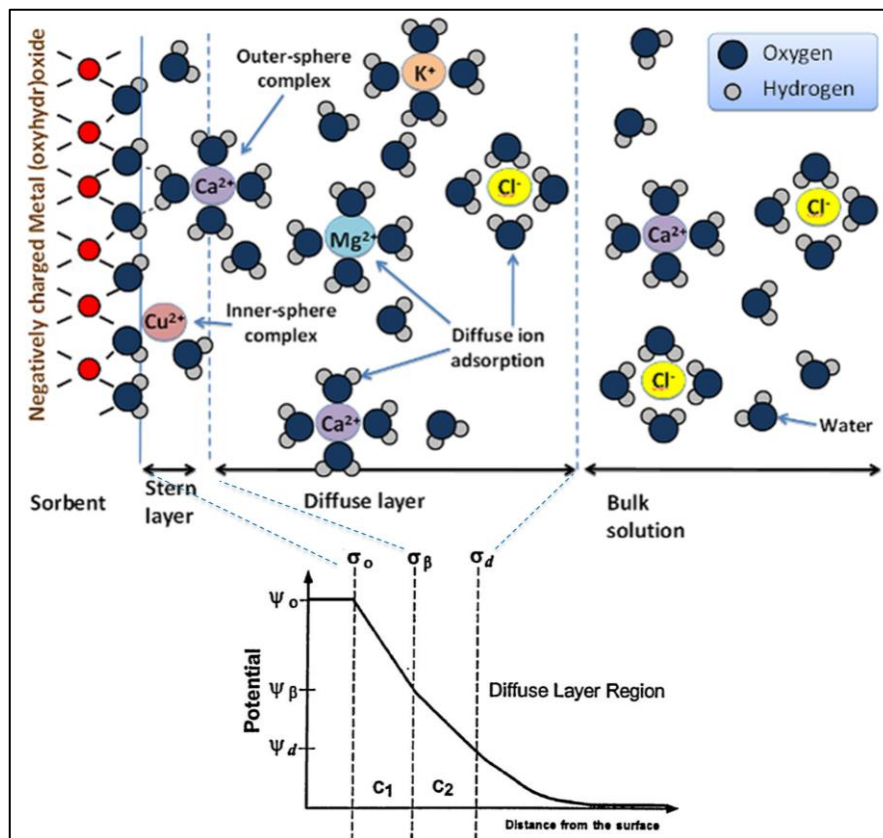 Negatively charged Metal (oxyhydr)oxide
Outer-sphere
complex
K⁺
Oxygen
Hydrogen
Ca²⁺
Cl⁻
Cl⁻
Mg²⁺
Ca²⁺
Inner-sphere
complex
Cu²⁺
Diffuse ion
adsorption
Cl⁻
Ca²⁺
Water
Sorbent
Stern
layer
Diffuse layer
Bulk
solution
σₒ
σᵦ
σd
Ψₒ
Ψᵦ
Ψd
Potential
Diffuse Layer Region
C₁
C₂
Distance from the surface